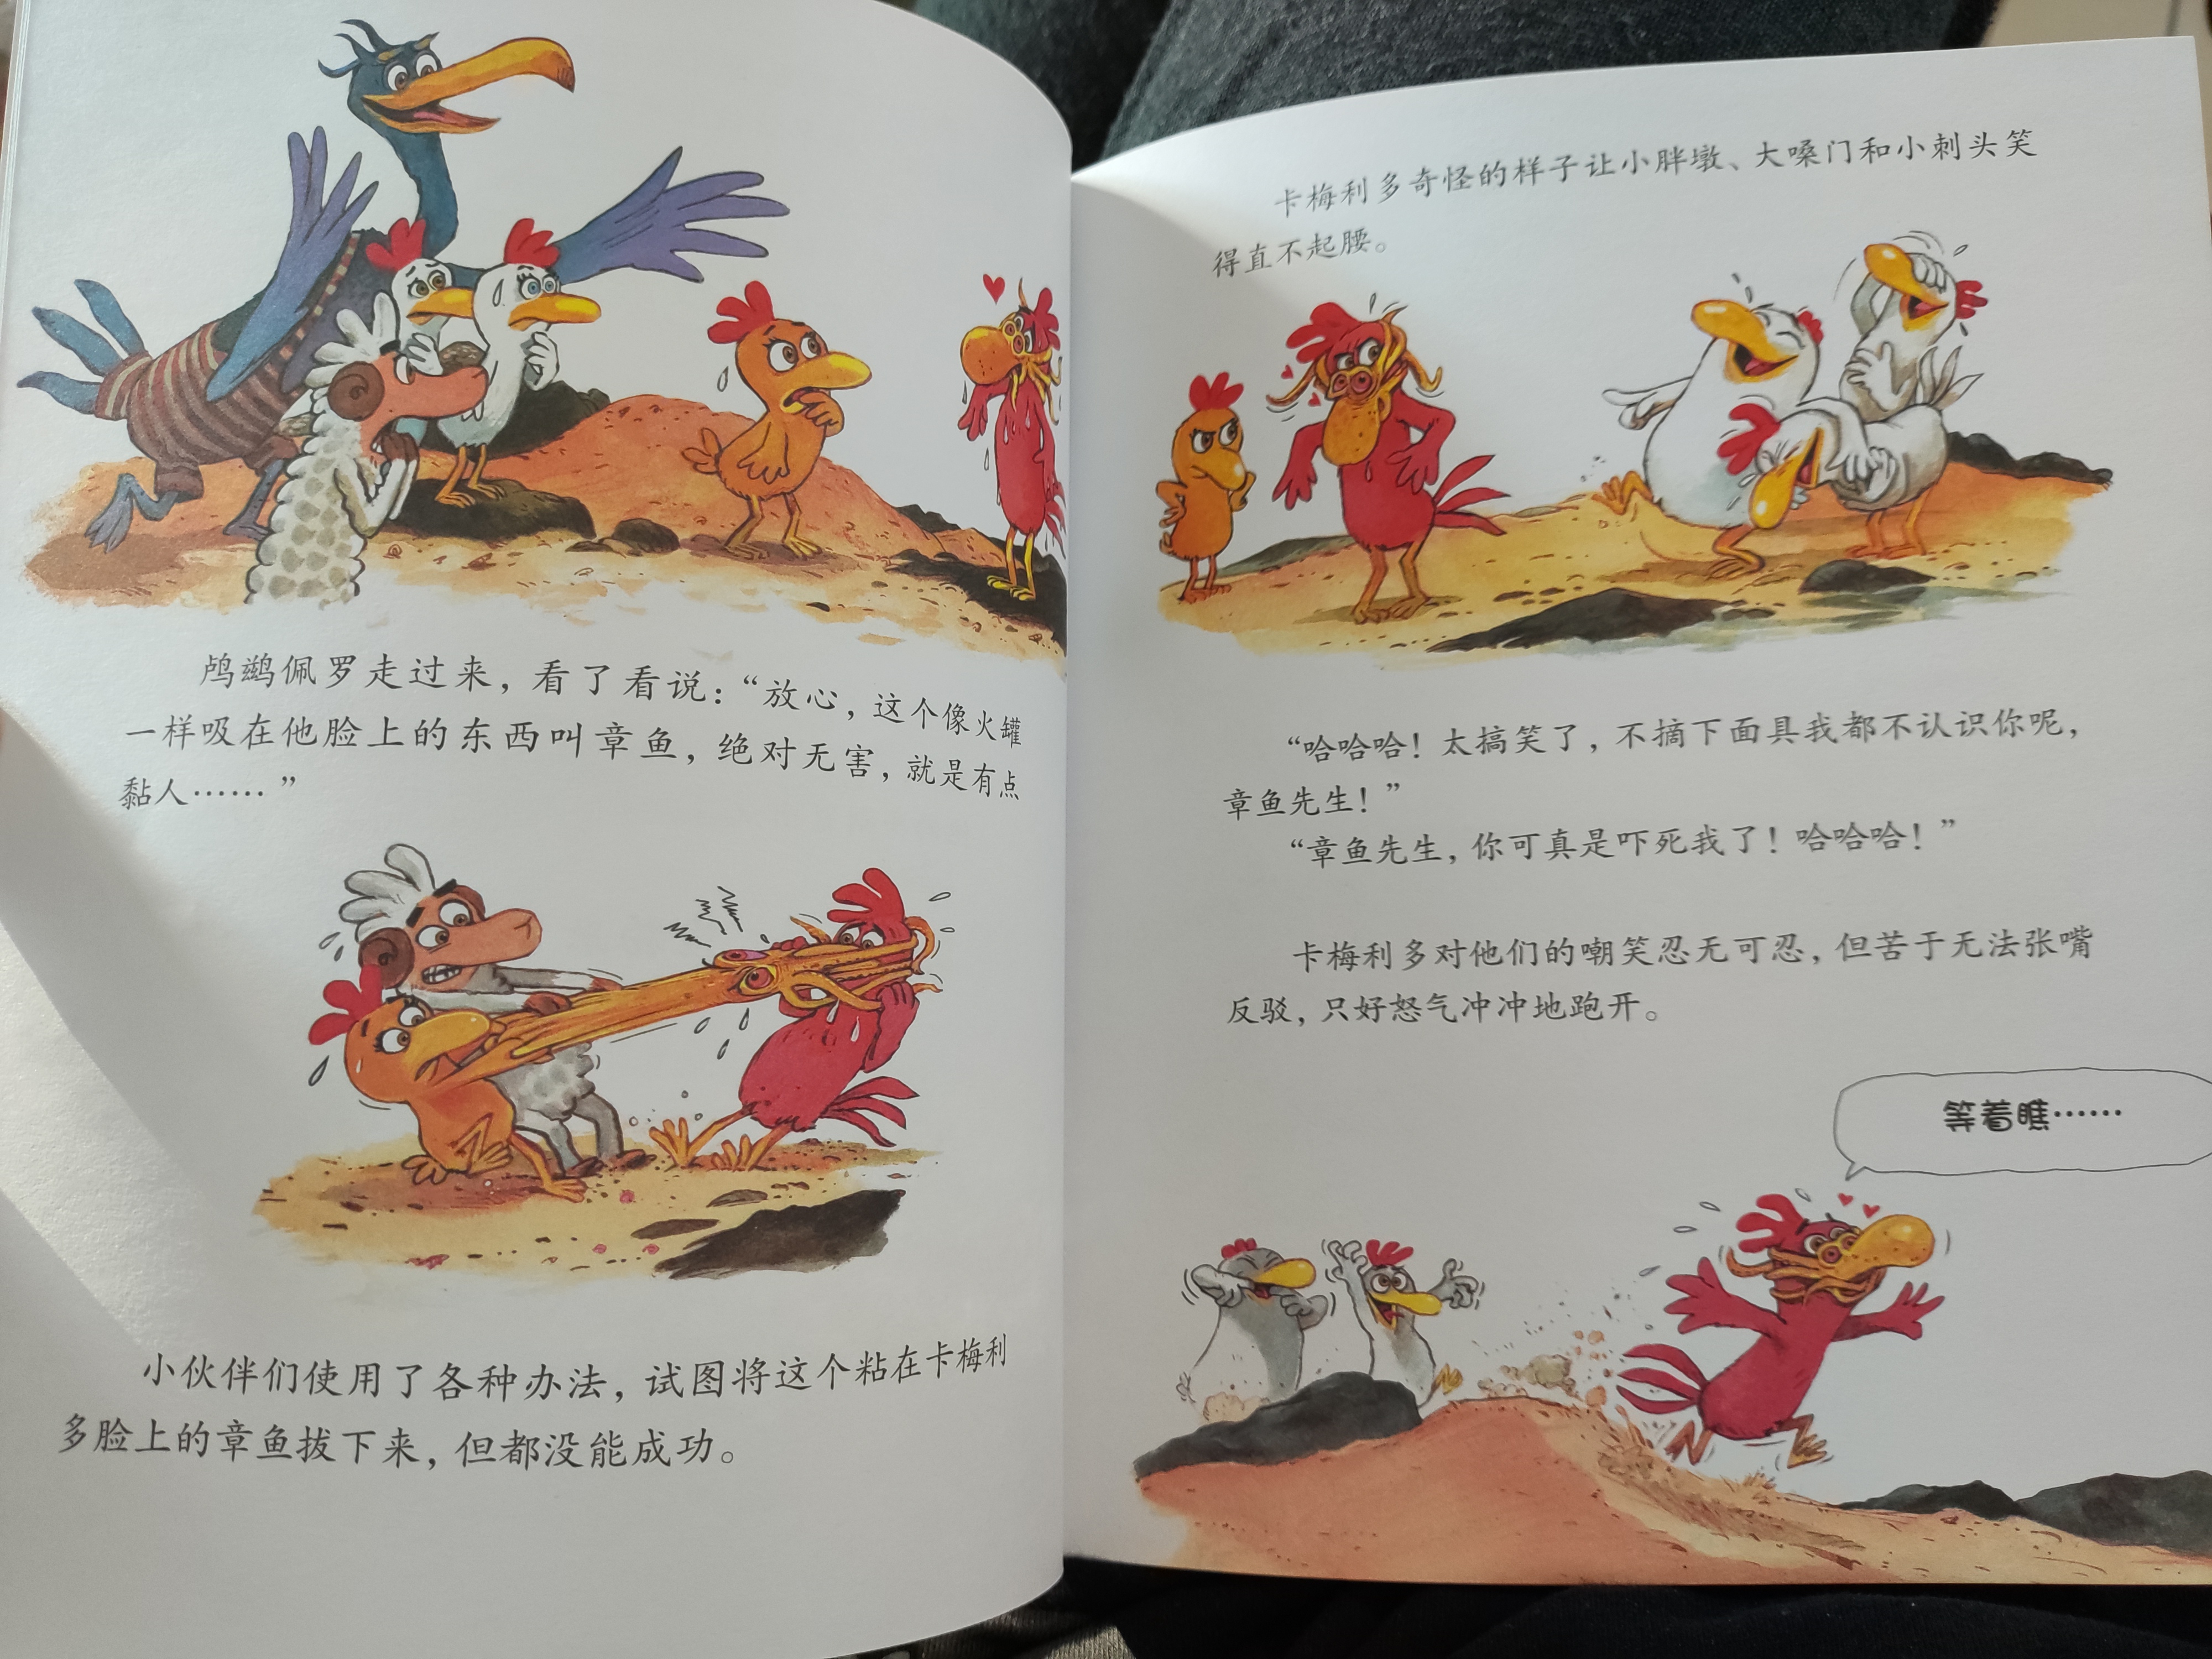 鸬鹚佩罗走过来，看了看说：“放心，这个像火罐
一样吸在他脸上的东西叫章鱼，绝对无害，就是有点
黏人……”
小伙伴们使用了各种办法，试图将这个粘在卡梅利
多脸上的章鱼拔下来，但都没能成功。
卡梅利多奇怪的样子让小胖墩、大嗓门和小刺头笑
得直不起腰。
“哈哈哈！太搞笑了，不摘下面具我都不认识你呢，
章鱼先生！”
“章鱼先生，你可真是吓死我了！哈哈哈！”
卡梅利多对他们的嘲笑忍无可忍，但苦于无法张嘴
反驳，只好怒气冲冲地跑开。
等着瞧……